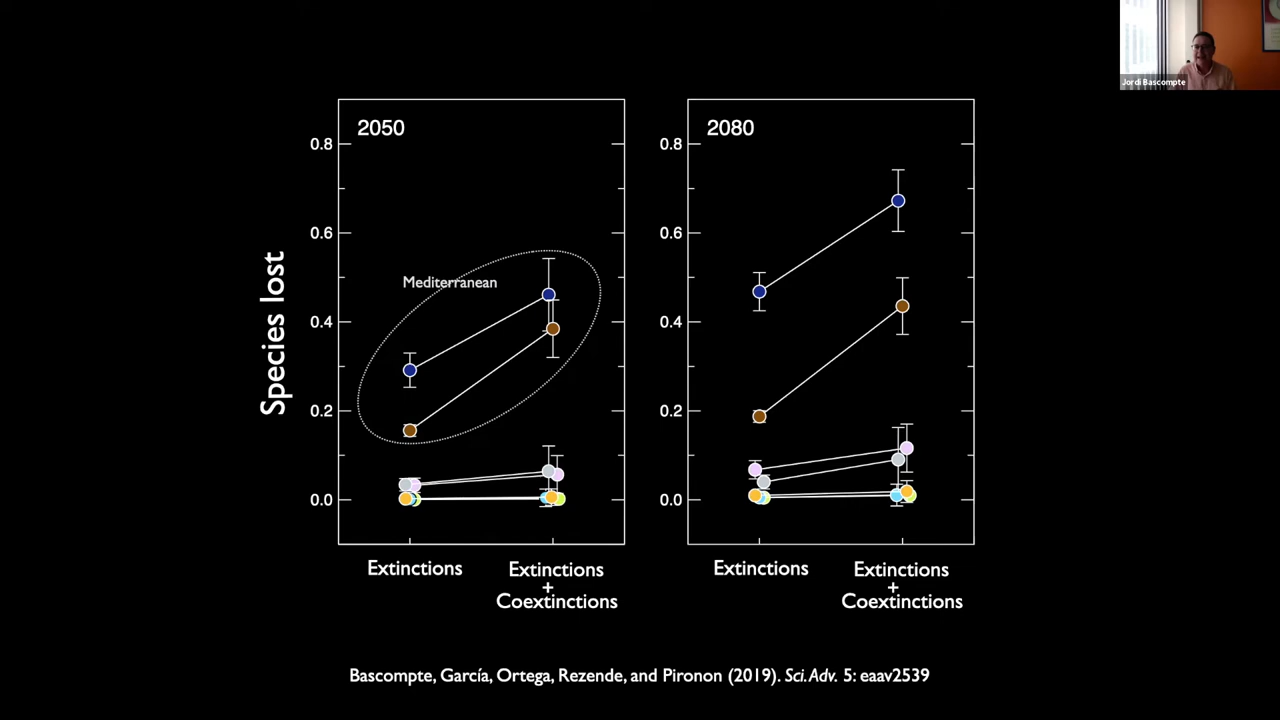 Jordi Bascompte
2050
2080
Species lost
0.8
0.6
0.4
0.2
0.0
0.8
0.6
0.4
0.2
0.0
Mediterranean
Extinctions
Extinctions
+
Coextinctions
Extinctions
Extinctions
+
Coextinctions
Bascompte, García, Ortega, Rezende, and Pironon (2019). Sci. Adv. 5: eaav2539